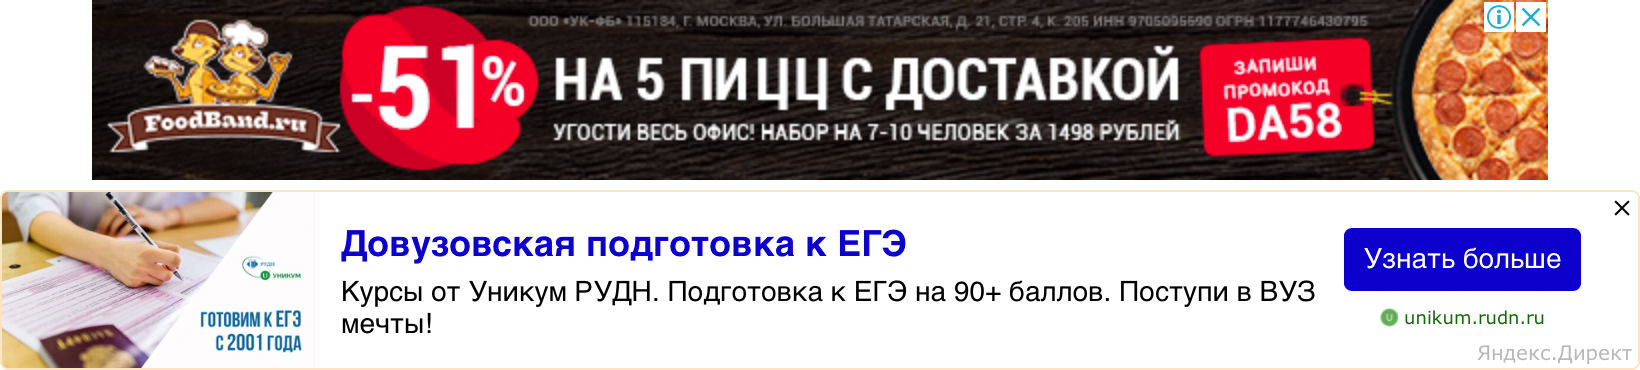 ООО «УК-ФБ» 115184, Г. МОСКВА, УЛ. БОЛЬШАЯ ТАТАРСКАЯ, Д. 21, СТР. 4, К. 205 ИНН 9705095590 ОГРН 1177746430795
FoodBand.ru
-51%
НА 5 ПИЦЦ С ДОСТАВКОЙ
УГОСТИ ВЕСЬ ОФИС! НАБОР НА 7-10 ЧЕЛОВЕК ЗА 1498 РУБЛЕЙ
ЗАПИШИ
ПРОМОКОД
DA58
РУДН
УНИКУМ
ГОТОВИМ К ЕГЭ
С 2001 ГОДА
Довузовская подготовка к ЕГЭ
Курсы от Уникум РУДН. Подготовка к ЕГЭ на 90+ баллов. Поступи в ВУЗ
мечты!
Узнать больше
unikum.rudn.ru
Яндекс.Директ